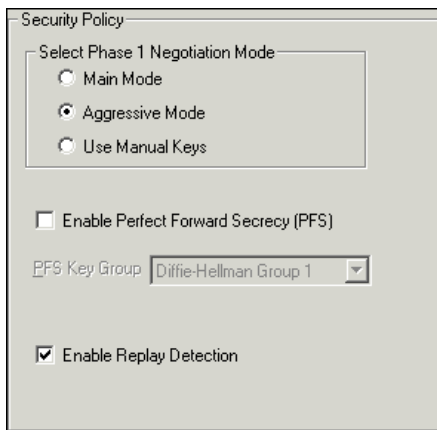 Security Policy
Select Phase 1 Negotiation Mode
Main Mode
Aggressive Mode
Use Manual Keys
Enable Perfect Forward Secrecy (PFS)
PFS Key Group Diffie-Hellman Group 1
Enable Replay Detection